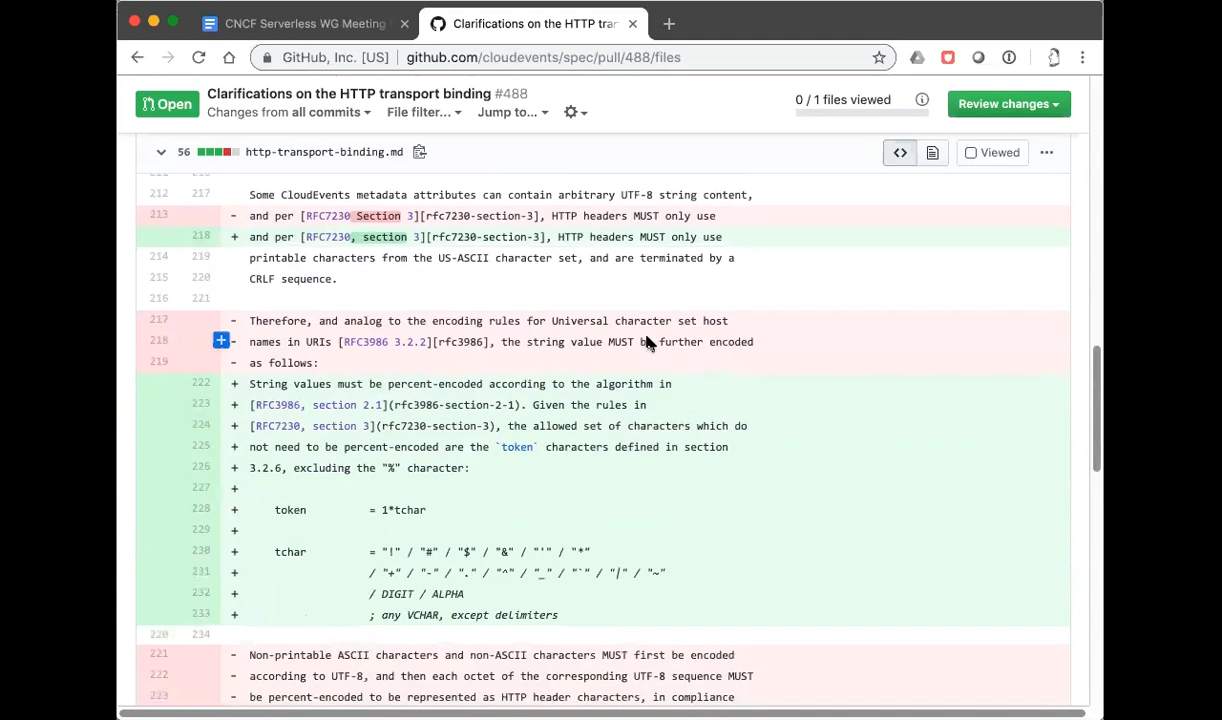 CNCF Serverless WG Meeting
Clarifications on the HTTP tran
GitHub, Inc. [US] github.com/cloudevents/spec/pull/488/files
Open
Clarifications on the HTTP transport binding #488
Changes from all commits File filter... Jump to...
0 / 1 files viewed
Review changes
56 http-transport-binding.md
Viewed
212 217 Some CloudEvents metadata attributes can contain arbitrary UTF-8 string content,
213 - and per [RFC7230 Section 3][rfc7230-section-3], HTTP headers MUST only use
218 + and per [RFC7230, section 3][rfc7230-section-3], HTTP headers MUST only use
214 219 printable characters from the US-ASCII character set, and are terminated by a
215 220 CRLF sequence.
216 221
217 - Therefore, and analog to the encoding rules for Universal character set host
218 - names in URIs [RFC3986 3.2.2][rfc3986], the string value MUST be further encoded
219 - as follows:
222 + String values must be percent-encoded according to the algorithm in
223 + [RFC3986, section 2.1](rfc3986-section-2-1). Given the rules in
224 + [RFC7230, section 3](rfc7230-section-3), the allowed set of characters which do
225 + not need to be percent-encoded are the `token` characters defined in section
226 + 3.2.6, excluding the "%" character:
227 +
228 + token = 1*tchar
229 +
230 + tchar = "!" / "#" / "$" / "&" / "'" / "*"
231 + / "+" / "-" / "." / "^" / "_" / "`" / "|" / "~"
232 + / DIGIT / ALPHA
233 + ; any VCHAR, except delimiters
220 234
221 - Non-printable ASCII characters and non-ASCII characters MUST first be encoded
222 - according to UTF-8, and then each octet of the corresponding UTF-8 sequence MUST
223 - be percent-encoded to be represented as HTTP header characters, in compliance